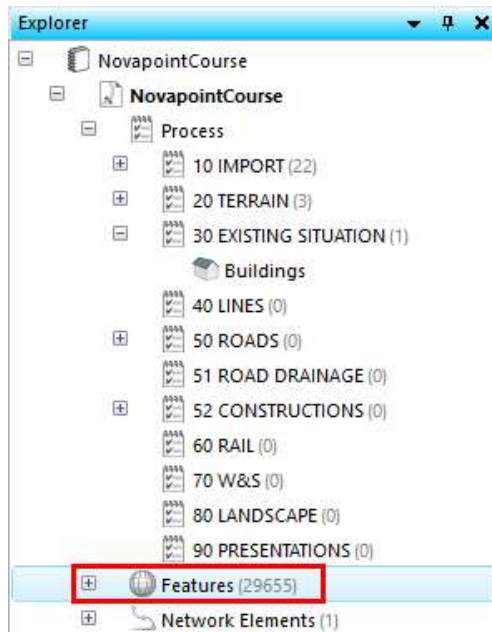 Explorer
NovapointCourse
NovapointCourse
Process
10 IMPORT (22)
20 TERRAIN (3)
30 EXISTING SITUATION (1)
Buildings
40 LINES (0)
50 ROADS (0)
51 ROAD DRAINAGE (0)
52 CONSTRUCTIONS (0)
60 RAIL (0)
70 W&S (0)
80 LANDSCAPE (0)
90 PRESENTATIONS (0)
Features (29655)
Network Elements (1)